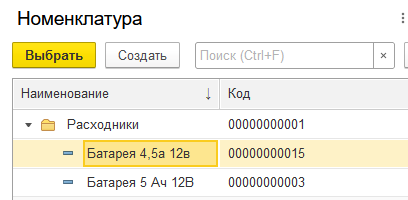 Номенклатура
Выбрать Создать Поиск (Ctrl+F) ×
Наименование ↓ Код
Расходники 00000000001
Батарея 4,5а 12в 00000000015
Батарея 5 Ач 12В 00000000003